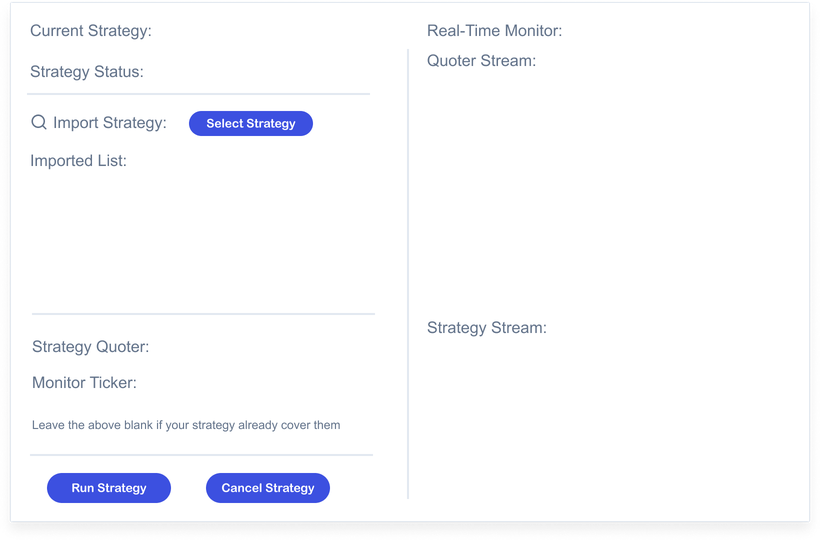 Current Strategy:
Strategy Status:
Import Strategy:
Select Strategy
Imported List:
Strategy Quoter:
Monitor Ticker:
Leave the above blank if your strategy already cover them
Run Strategy
Cancel Strategy
Real-Time Monitor:
Quoter Stream:
Strategy Stream: